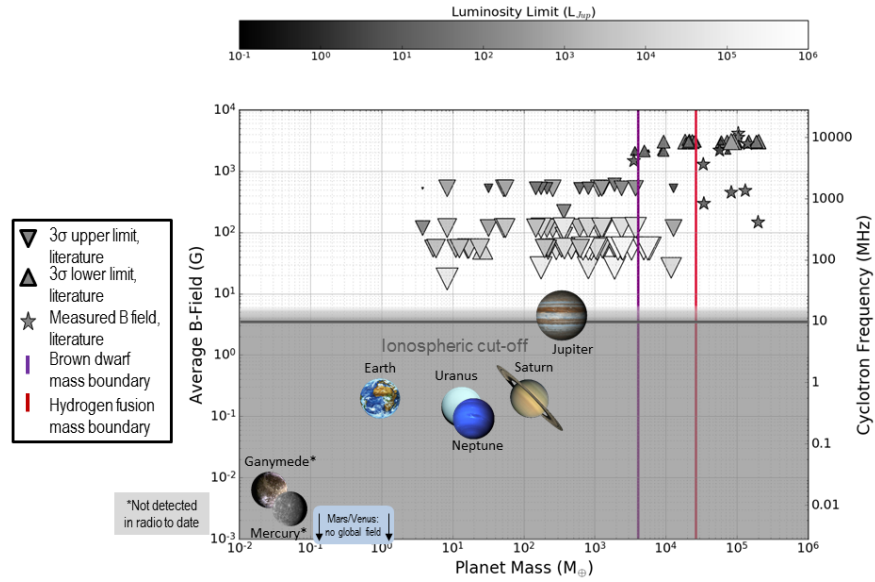 Luminosity Limit (L_Jup)
10^-1 10^0 10^1 10^2 10^3 10^4 10^5 10^6
3σ upper limit,
literature
3σ lower limit,
literature
Measured B field,
literature
Brown dwarf
mass boundary
Hydrogen fusion
mass boundary
*Not detected
in radio to date
Average B-Field (G)
10^4
10^3
10^2
10^1
10^0
10^-1
10^-2
10^-3
Ionospheric cut-off
Jupiter
Earth
Uranus
Saturn
Neptune
Ganymede*
Mercury*
Mars/Venus:
no global field
10000
1000
100
10
1
0.1
0.01
Cyclotron Frequency (MHz)
10^-2 10^-1 10^0 10^1 10^2 10^3 10^4 10^5 10^6
Planet Mass (M_⊕)